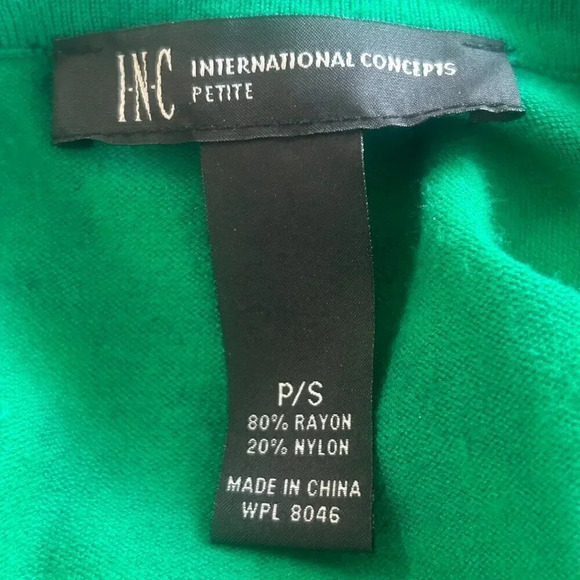 I·N·C INTERNATIONAL CONCEPTS
PETITE
P/S
80% RAYON
20% NYLON
MADE IN CHINA
WPL 8046